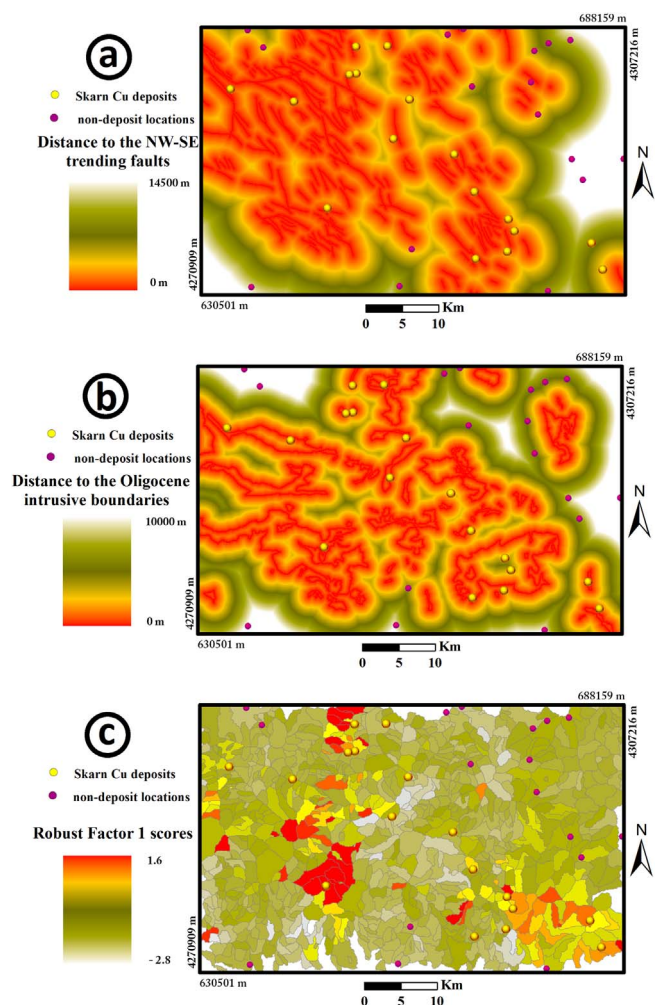 688159 m
4307216 m
a
Skarn Cu deposits
non-deposit locations
Distance to the NW-SE
trending faults
14500 m
0 m
N
4270909 m
630501 m
Km
0 5 10
688159 m
4307216 m
b
Skarn Cu deposits
non-deposit locations
Distance to the Oligocene
intrusive boundaries
10000 m
0 m
N
4270909 m
630501 m
Km
0 5 10
688159 m
4307216 m
c
Skarn Cu deposits
non-deposit locations
Robust Factor 1 scores
1.6
- 2.8
N
4270909 m
630501 m
Km
0 5 10